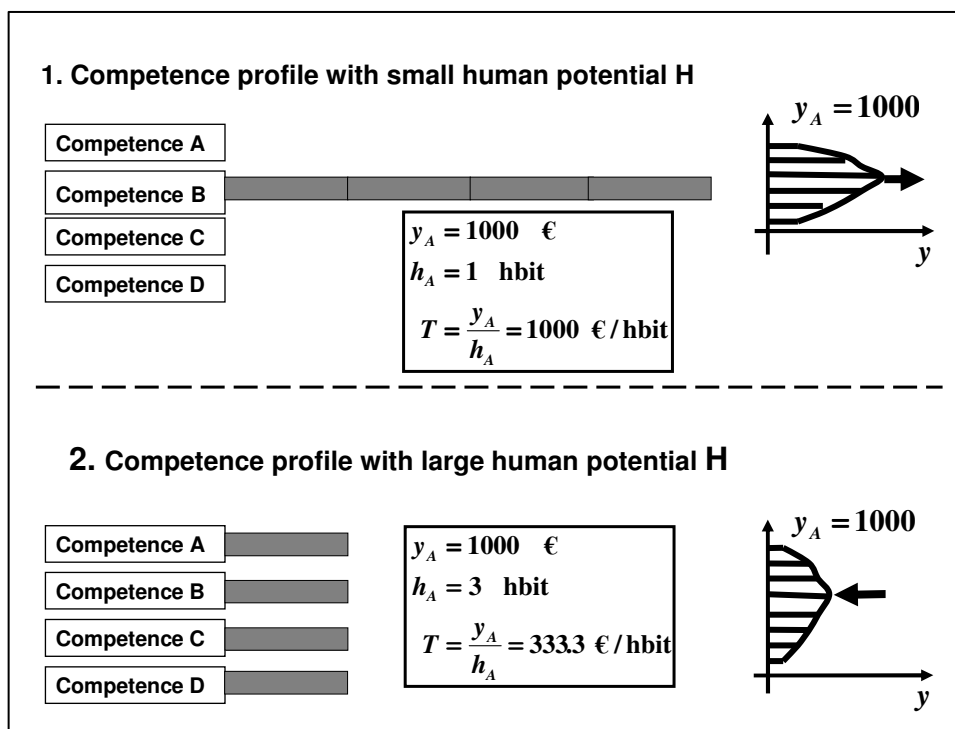 1. Competence profile with small human potential H
y_A = 1000
Competence A
Competence B
Competence C
Competence D
y_A = 1000 €
h_A = 1 hbit
T = y_A / h_A = 1000 € / hbit
y
2. Competence profile with large human potential H
y_A = 1000
Competence A
Competence B
Competence C
Competence D
y_A = 1000 €
h_A = 3 hbit
T = y_A / h_A = 333.3 € / hbit
y